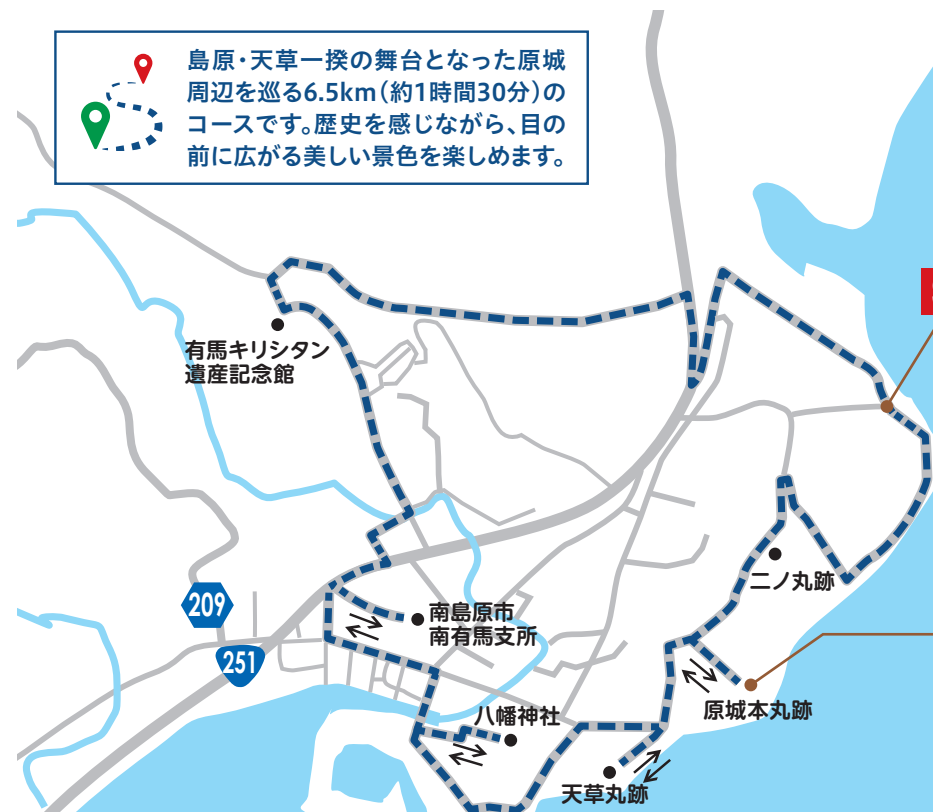 島原・天草一揆の舞台となった原城
周辺を巡る6.5km（約1時間30分）の
コースです。歴史を感じながら、目の
前に広がる美しい景色を楽しめます。
有馬キリシタン
遺産記念館
二ノ丸跡
209
南島原市
南有馬支所
251
原城本丸跡
八幡神社
天草丸跡